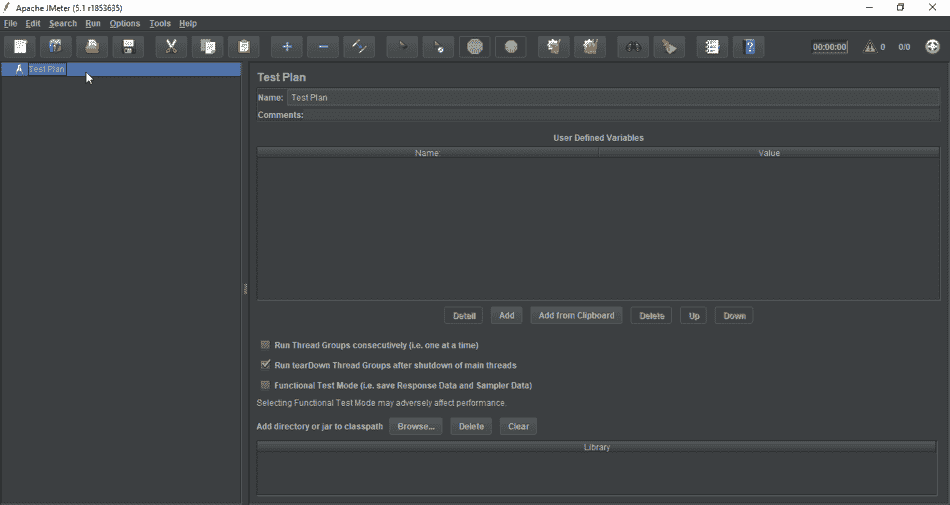 Apache JMeter (5.1 r1853635)
File Edit Search Run Options Tools Help
00:00:00 0 0/0
Test Plan
Test Plan
Name: Test Plan
Comments:
User Defined Variables
Name: Value
Detail Add Add from Clipboard Delete Up Down
Run Thread Groups consecutively (i.e. one at a time)
Run tearDown Thread Groups after shutdown of main threads
Functional Test Mode (i.e. save Response Data and Sampler Data)
Selecting Functional Test Mode may adversely affect performance.
Add directory or jar to classpath Browse... Delete Clear
Library